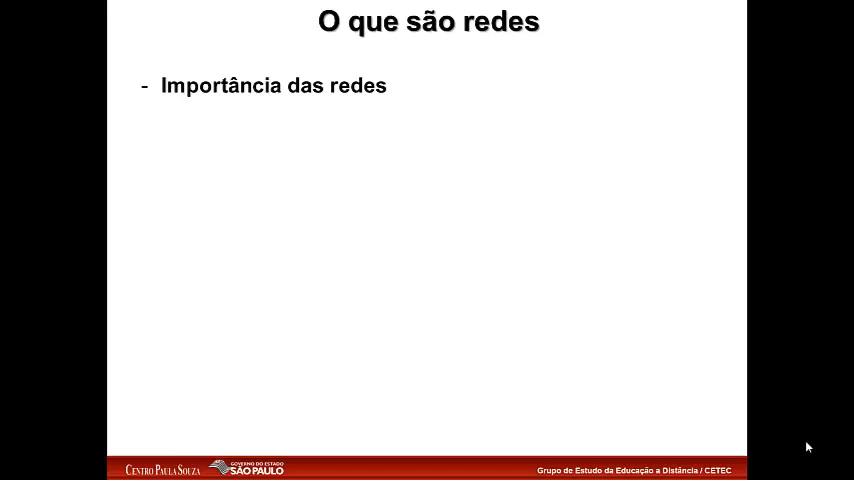 O que são redes
- Importância das redes
CENTRO PAULA SOUZA
GOVERNO DO ESTADO
SÃO PAULO
Grupo de Estudo da Educação a Distância / CETEC